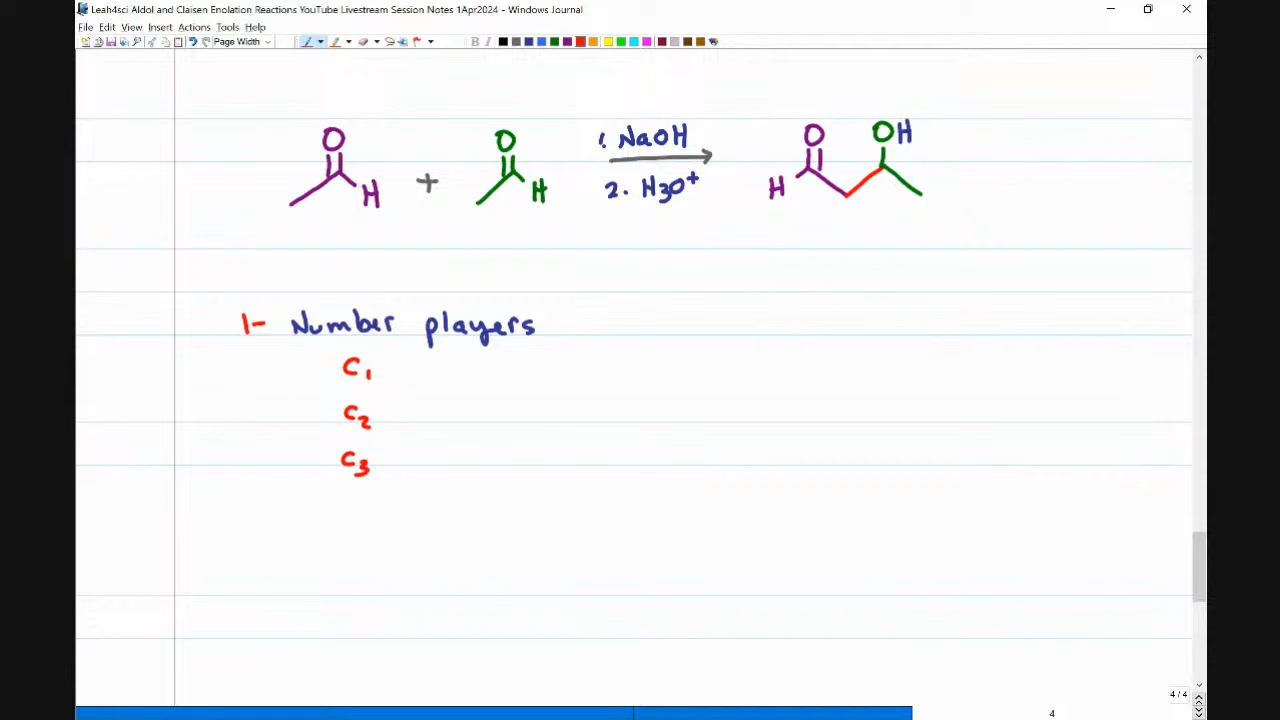 Leah4sci Aldol and Claisen Enolation Reactions YouTube Livestream Session Notes 1Apr2024 - Windows Journal
File Edit View Insert Actions Tools Help
Page Width
B I
O O 1. NaOH O OH
H + H 2. H3O+ H
1- Number players
C1
C2
C3
4 / 4
4